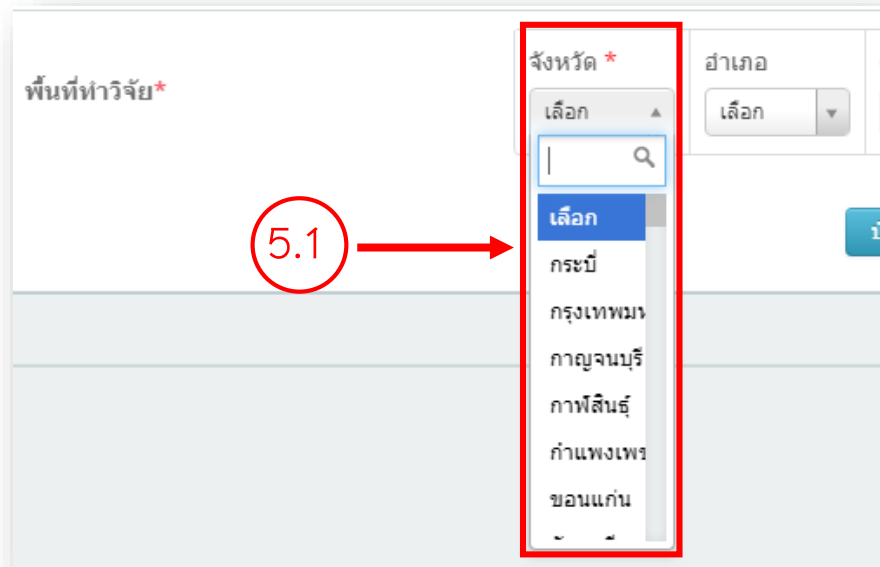 พื้นที่ทำวิจัย*
จังหวัด *
อำเภอ
เลือก
เลือก
เลือก
กระบี่
5.1
กาญจนบุรี
กาฬสินธุ์
ขอนแก่น